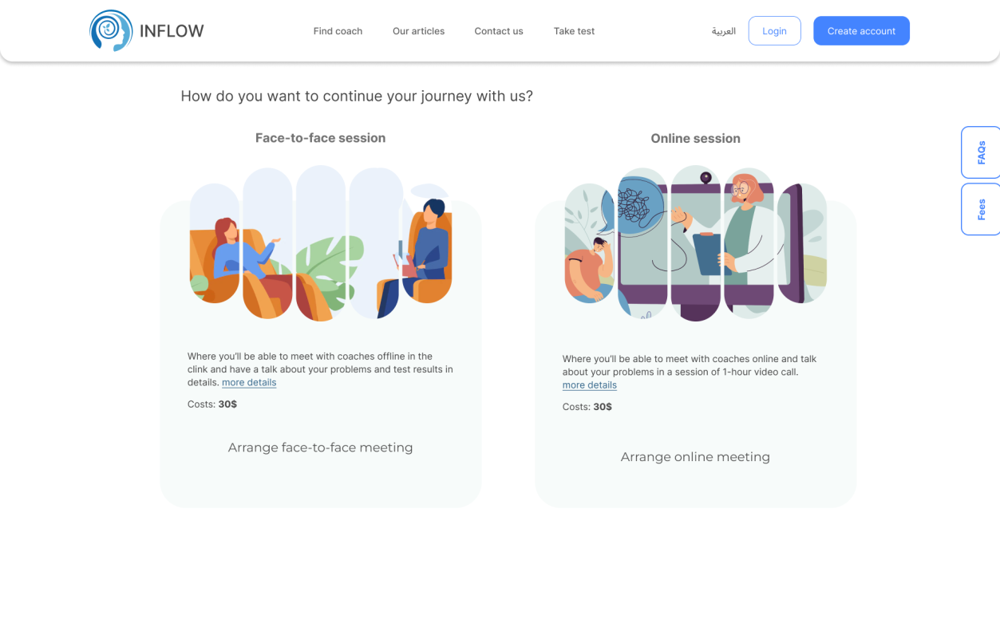 INFLOW
Find coach
Our articles
Contact us
Take test
العربية
Login
Create account
How do you want to continue your journey with us?
Face-to-face session
Where you'll be able to meet with coaches offline in the
clink and have a talk about your problems and test results in
details. more details
Costs: 30$
Arrange face-to-face meeting
Online session
Where you'll be able to meet with coaches online and talk
about your problems in a session of 1-hour video call.
more details
Costs: 30$
Arrange online meeting
FAQs
Fees